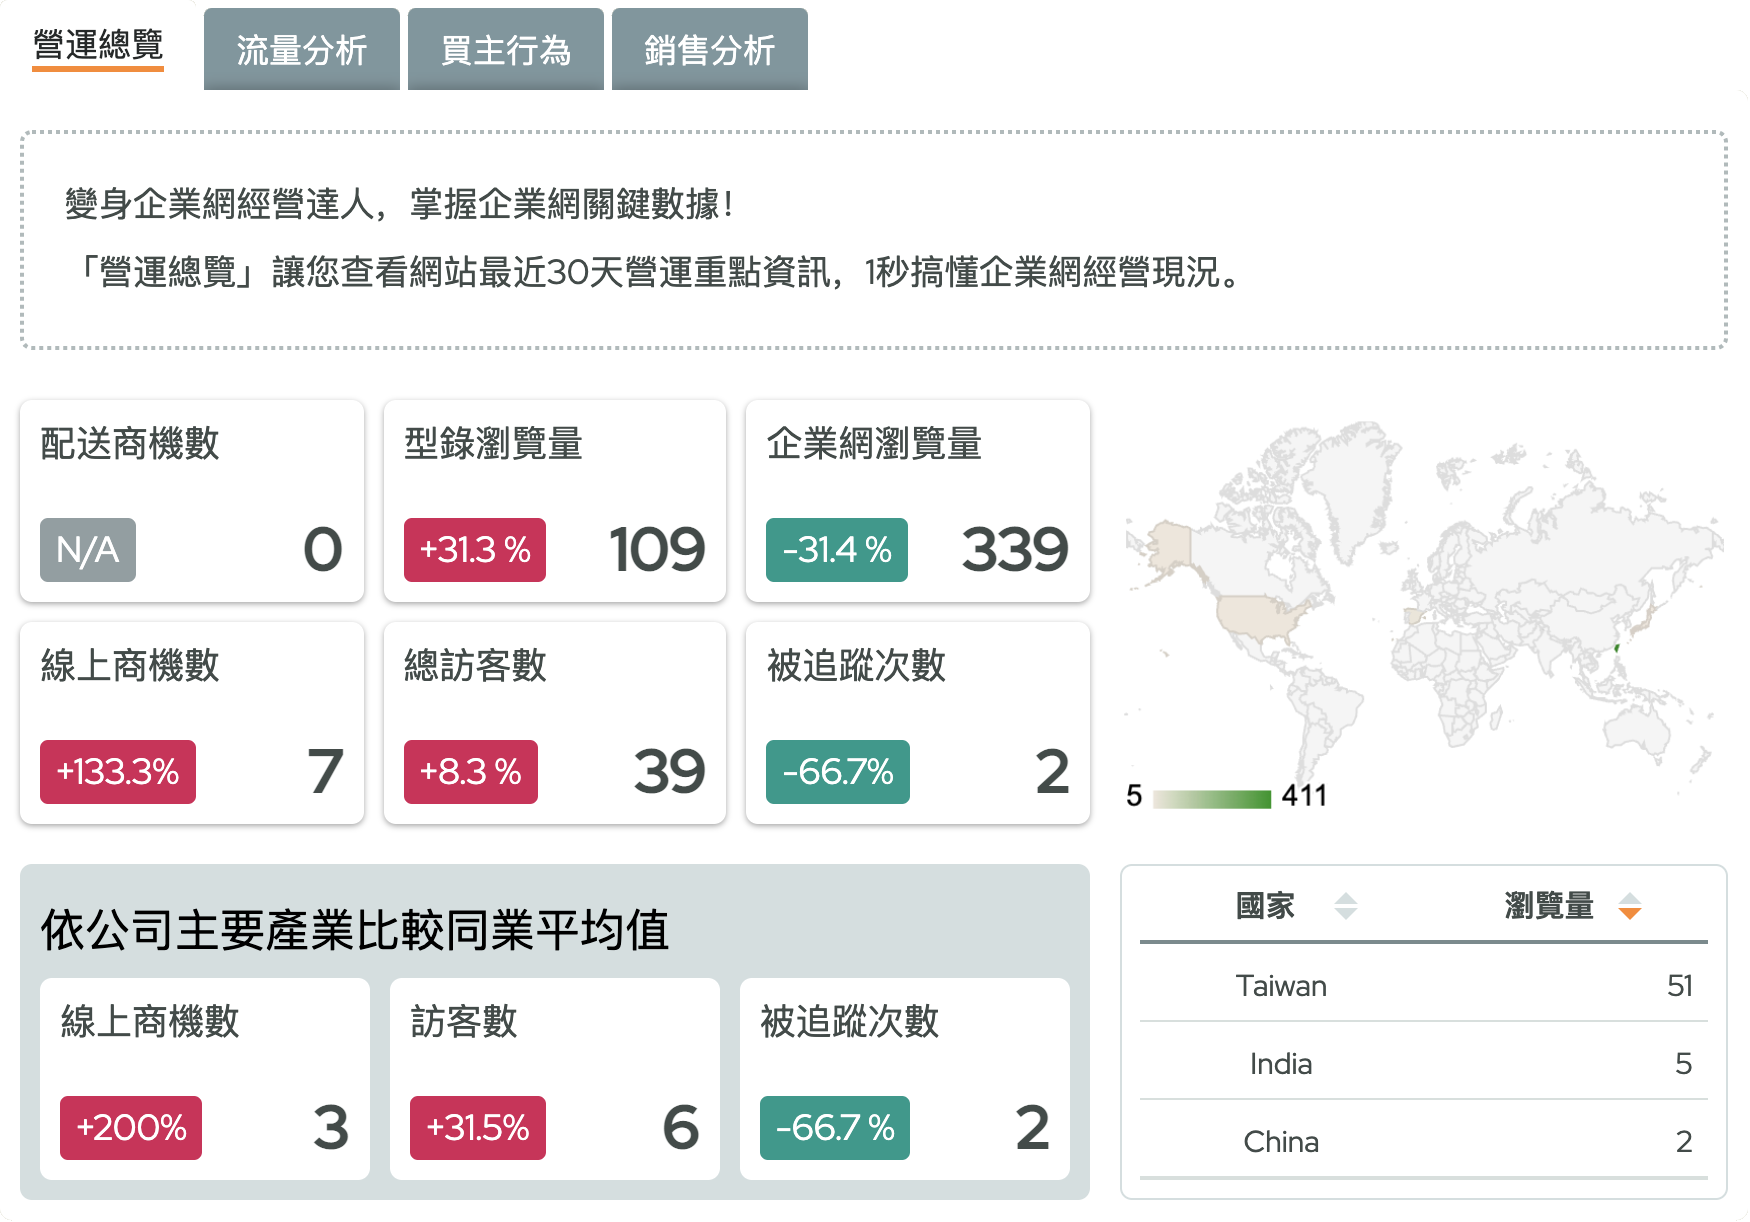 營運總覽 流量分析 買主行為 銷售分析
變身企業網經營達人，掌握企業網關鍵數據！
「營運總覽」讓您查看網站最近30天營運重點資訊，1秒搞懂企業網經營現況。
配送商機數 型錄瀏覽量 企業網瀏覽量
N/A 0 +31.3 % 109 -31.4 % 339
線上商機數 總訪客數 被追蹤次數
+133.3% 7 +8.3 % 39 -66.7% 2
5 411
依公司主要產業比較同業平均值
線上商機數 訪客數 被追蹤次數
+200% 3 +31.5% 6 -66.7 % 2
國家 瀏覽量
Taiwan 51
India 5
China 2